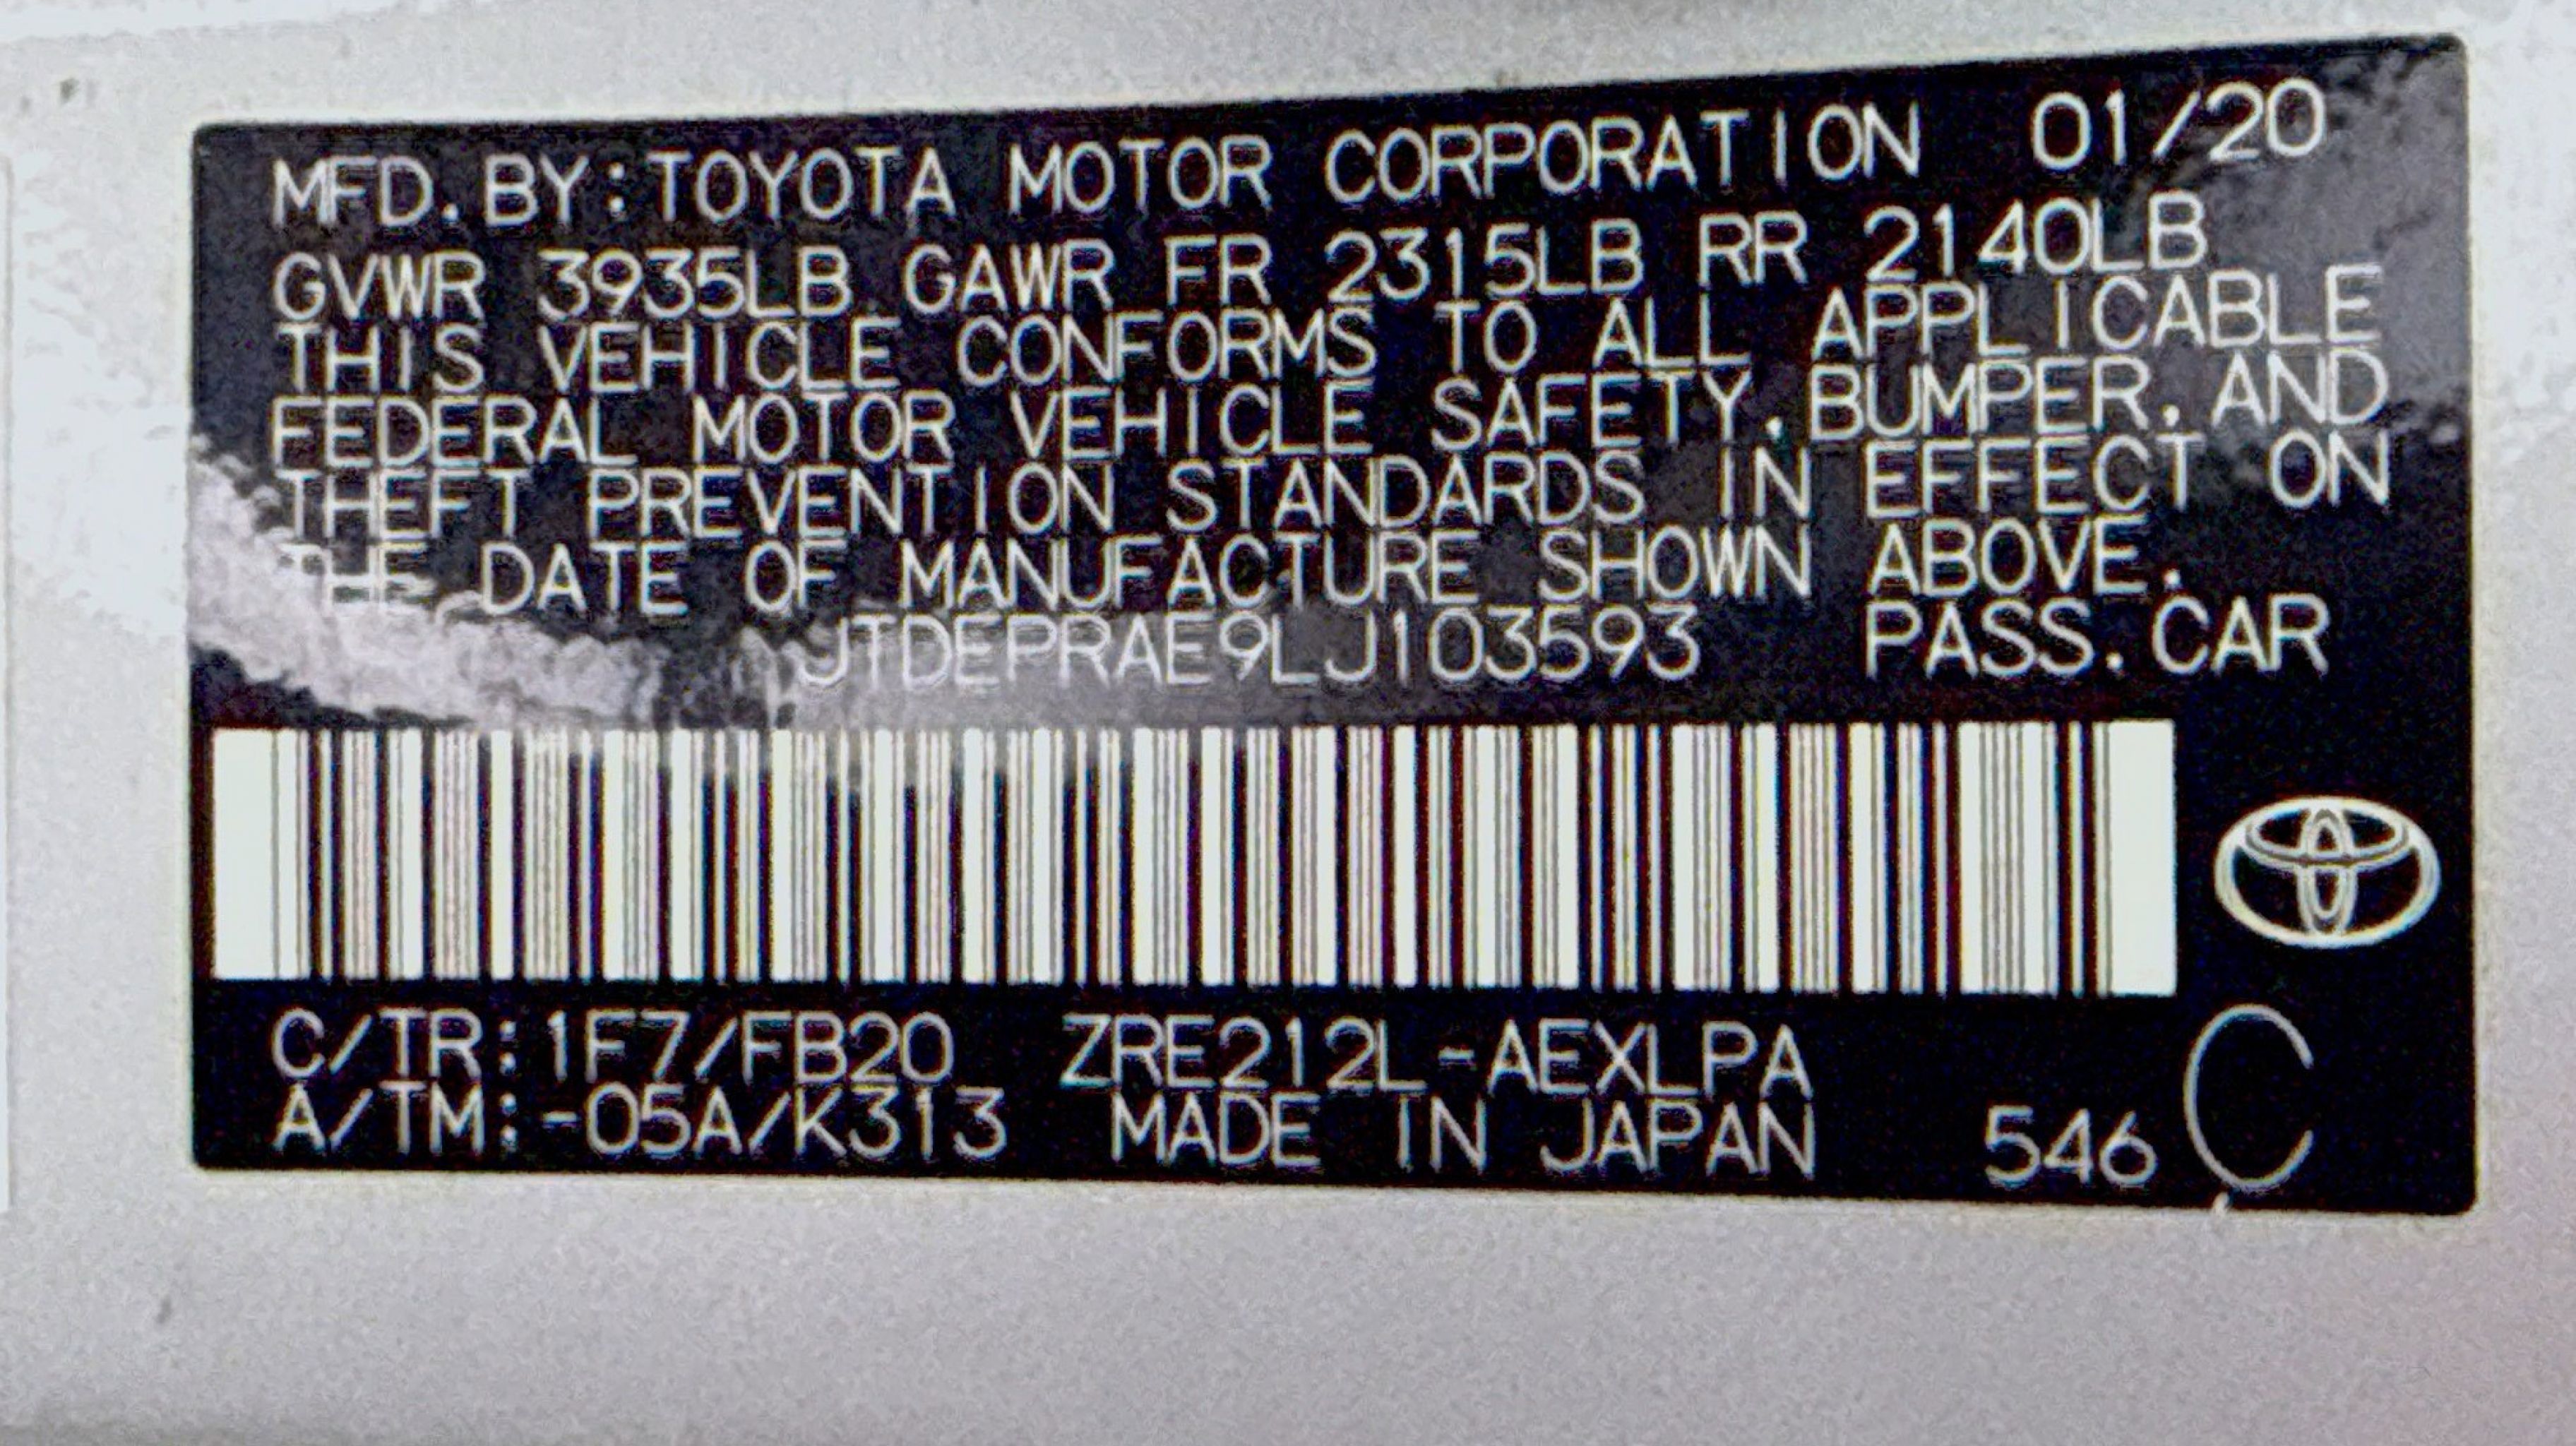 MFD.BY:TOYOTA MOTOR CORPORATION 01/20
GVWR 3935LB GAWR FR 2315LB RR 2140LB
THIS VEHICLE CONFORMS TO ALL APPLICABLE
FEDERAL MOTOR VEHICLE SAFETY,BUMPER,AND
THEFT PREVENTION STANDARDS IN EFFECT ON
THE DATE OF MANUFACTURE SHOWN ABOVE.
JTDEPRAE9LJ103593 PASS.CAR
C/TR:1F7/FB20 ZRE212L-AEXLPA
A/TM:-05A/K313 MADE IN JAPAN 546 C